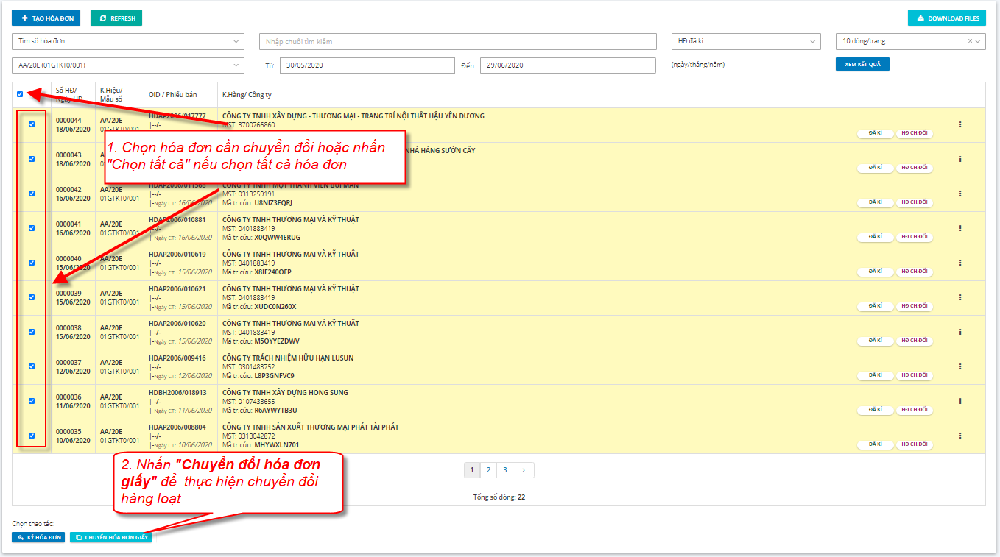 TẠO HÓA ĐƠN
REFRESH
DOWNLOAD FILES
Tìm số hóa đơn
Nhập chuỗi tìm kiếm
HĐ đã kí
10 dòng/trang
AA/20E (01GTKT0/001)
Từ
30/05/2020
Đến
29/06/2020
(ngày/tháng/năm)
XEM KẾT QUẢ
Số HĐ/
Ngày HĐ
K.Hiệu/
Mẫu số
OID / Phiếu bán
K.Hàng/ Công ty
0000044
18/06/2020
AA/20E
01GTKT0/001
HDAP2006/017777
|--/-
CÔNG TY TNHH XÂY DỰNG - THƯƠNG MẠI - TRANG TRÍ NỘI THẤT HẬU YÊN DƯƠNG
MST: 3700766860
ĐÃ KÍ
HĐ CH.ĐỔI
1. Chọn hóa đơn cần chuyển đổi hoặc nhấn
"Chọn tất cả" nếu chọn tất cả hóa đơn
0000043
18/06/2020
NHÀ HÀNG SƯỜN CÂY
ĐÃ KÍ
HĐ CH.ĐỔI
0000042
16/06/2020
AA/20E
01GTKT0/001
HDAP2006/011568
|--/-
|-Ngày CT: 16/06/2020
CÔNG TY TNHH MỘT THÀNH VIÊN BÙI MẪN
MST: 0313259191
Mã tr.cứu: U8NIZ3EQRJ
ĐÃ KÍ
HĐ CH.ĐỔI
0000041
16/06/2020
AA/20E
01GTKT0/001
HDAP2006/010881
|--/-
|-Ngày CT: 16/06/2020
CÔNG TY TNHH THƯƠNG MẠI VÀ KỸ THUẬT
MST: 0401883419
Mã tr.cứu: X0QWW4ERUG
ĐÃ KÍ
HĐ CH.ĐỔI
0000040
15/06/2020
AA/20E
01GTKT0/001
HDAP2006/010619
|--/-
|-Ngày CT: 15/06/2020
CÔNG TY TNHH THƯƠNG MẠI VÀ KỸ THUẬT
MST: 0401883419
Mã tr.cứu: X8IF240OFP
ĐÃ KÍ
HĐ CH.ĐỔI
0000039
15/06/2020
AA/20E
01GTKT0/001
HDAP2006/010621
|--/-
|-Ngày CT: 15/06/2020
CÔNG TY TNHH THƯƠNG MẠI VÀ KỸ THUẬT
MST: 0401883419
Mã tr.cứu: XUDC0N260X
ĐÃ KÍ
HĐ CH.ĐỔI
0000038
15/06/2020
AA/20E
01GTKT0/001
HDAP2006/010620
|--/-
|-Ngày CT: 15/06/2020
CÔNG TY TNHH THƯƠNG MẠI VÀ KỸ THUẬT
MST: 0401883419
Mã tr.cứu: M5QYYEZDWV
ĐÃ KÍ
HĐ CH.ĐỔI
0000037
12/06/2020
AA/20E
01GTKT0/001
HDAP2006/009416
|--/-
|-Ngày CT: 12/06/2020
CÔNG TY TRÁCH NHIỆM HỮU HẠN LUSUN
MST: 0301483752
Mã tr.cứu: L8P3GNFVC9
ĐÃ KÍ
HĐ CH.ĐỔI
0000036
11/06/2020
AA/20E
01GTKT0/001
HDBH2006/018913
|--/-
|-Ngày CT: 11/06/2020
CÔNG TY TNHH XÂY DỰNG HONG SUNG
MST: 0107433655
Mã tr.cứu: R6AYWYTB3U
ĐÃ KÍ
HĐ CH.ĐỔI
0000035
10/06/2020
AA/20E
01GTKT0/001
HDAP2006/008804
|--/-
|-Ngày CT: 10/06/2020
CÔNG TY TNHH SẢN XUẤT THƯƠNG MẠI PHÁT TÀI PHÁT
MST: 0313042872
Mã tr.cứu: MHYWXLN701
ĐÃ KÍ
HĐ CH.ĐỔI
2. Nhấn "Chuyển đổi hóa đơn
giấy" để thực hiện chuyển đổi
hàng loạt
1 2 3 ›
Tổng số dòng: 22
Chọn thao tác:
KÝ HÓA ĐƠN
CHUYỂN HÓA ĐƠN GIẤY